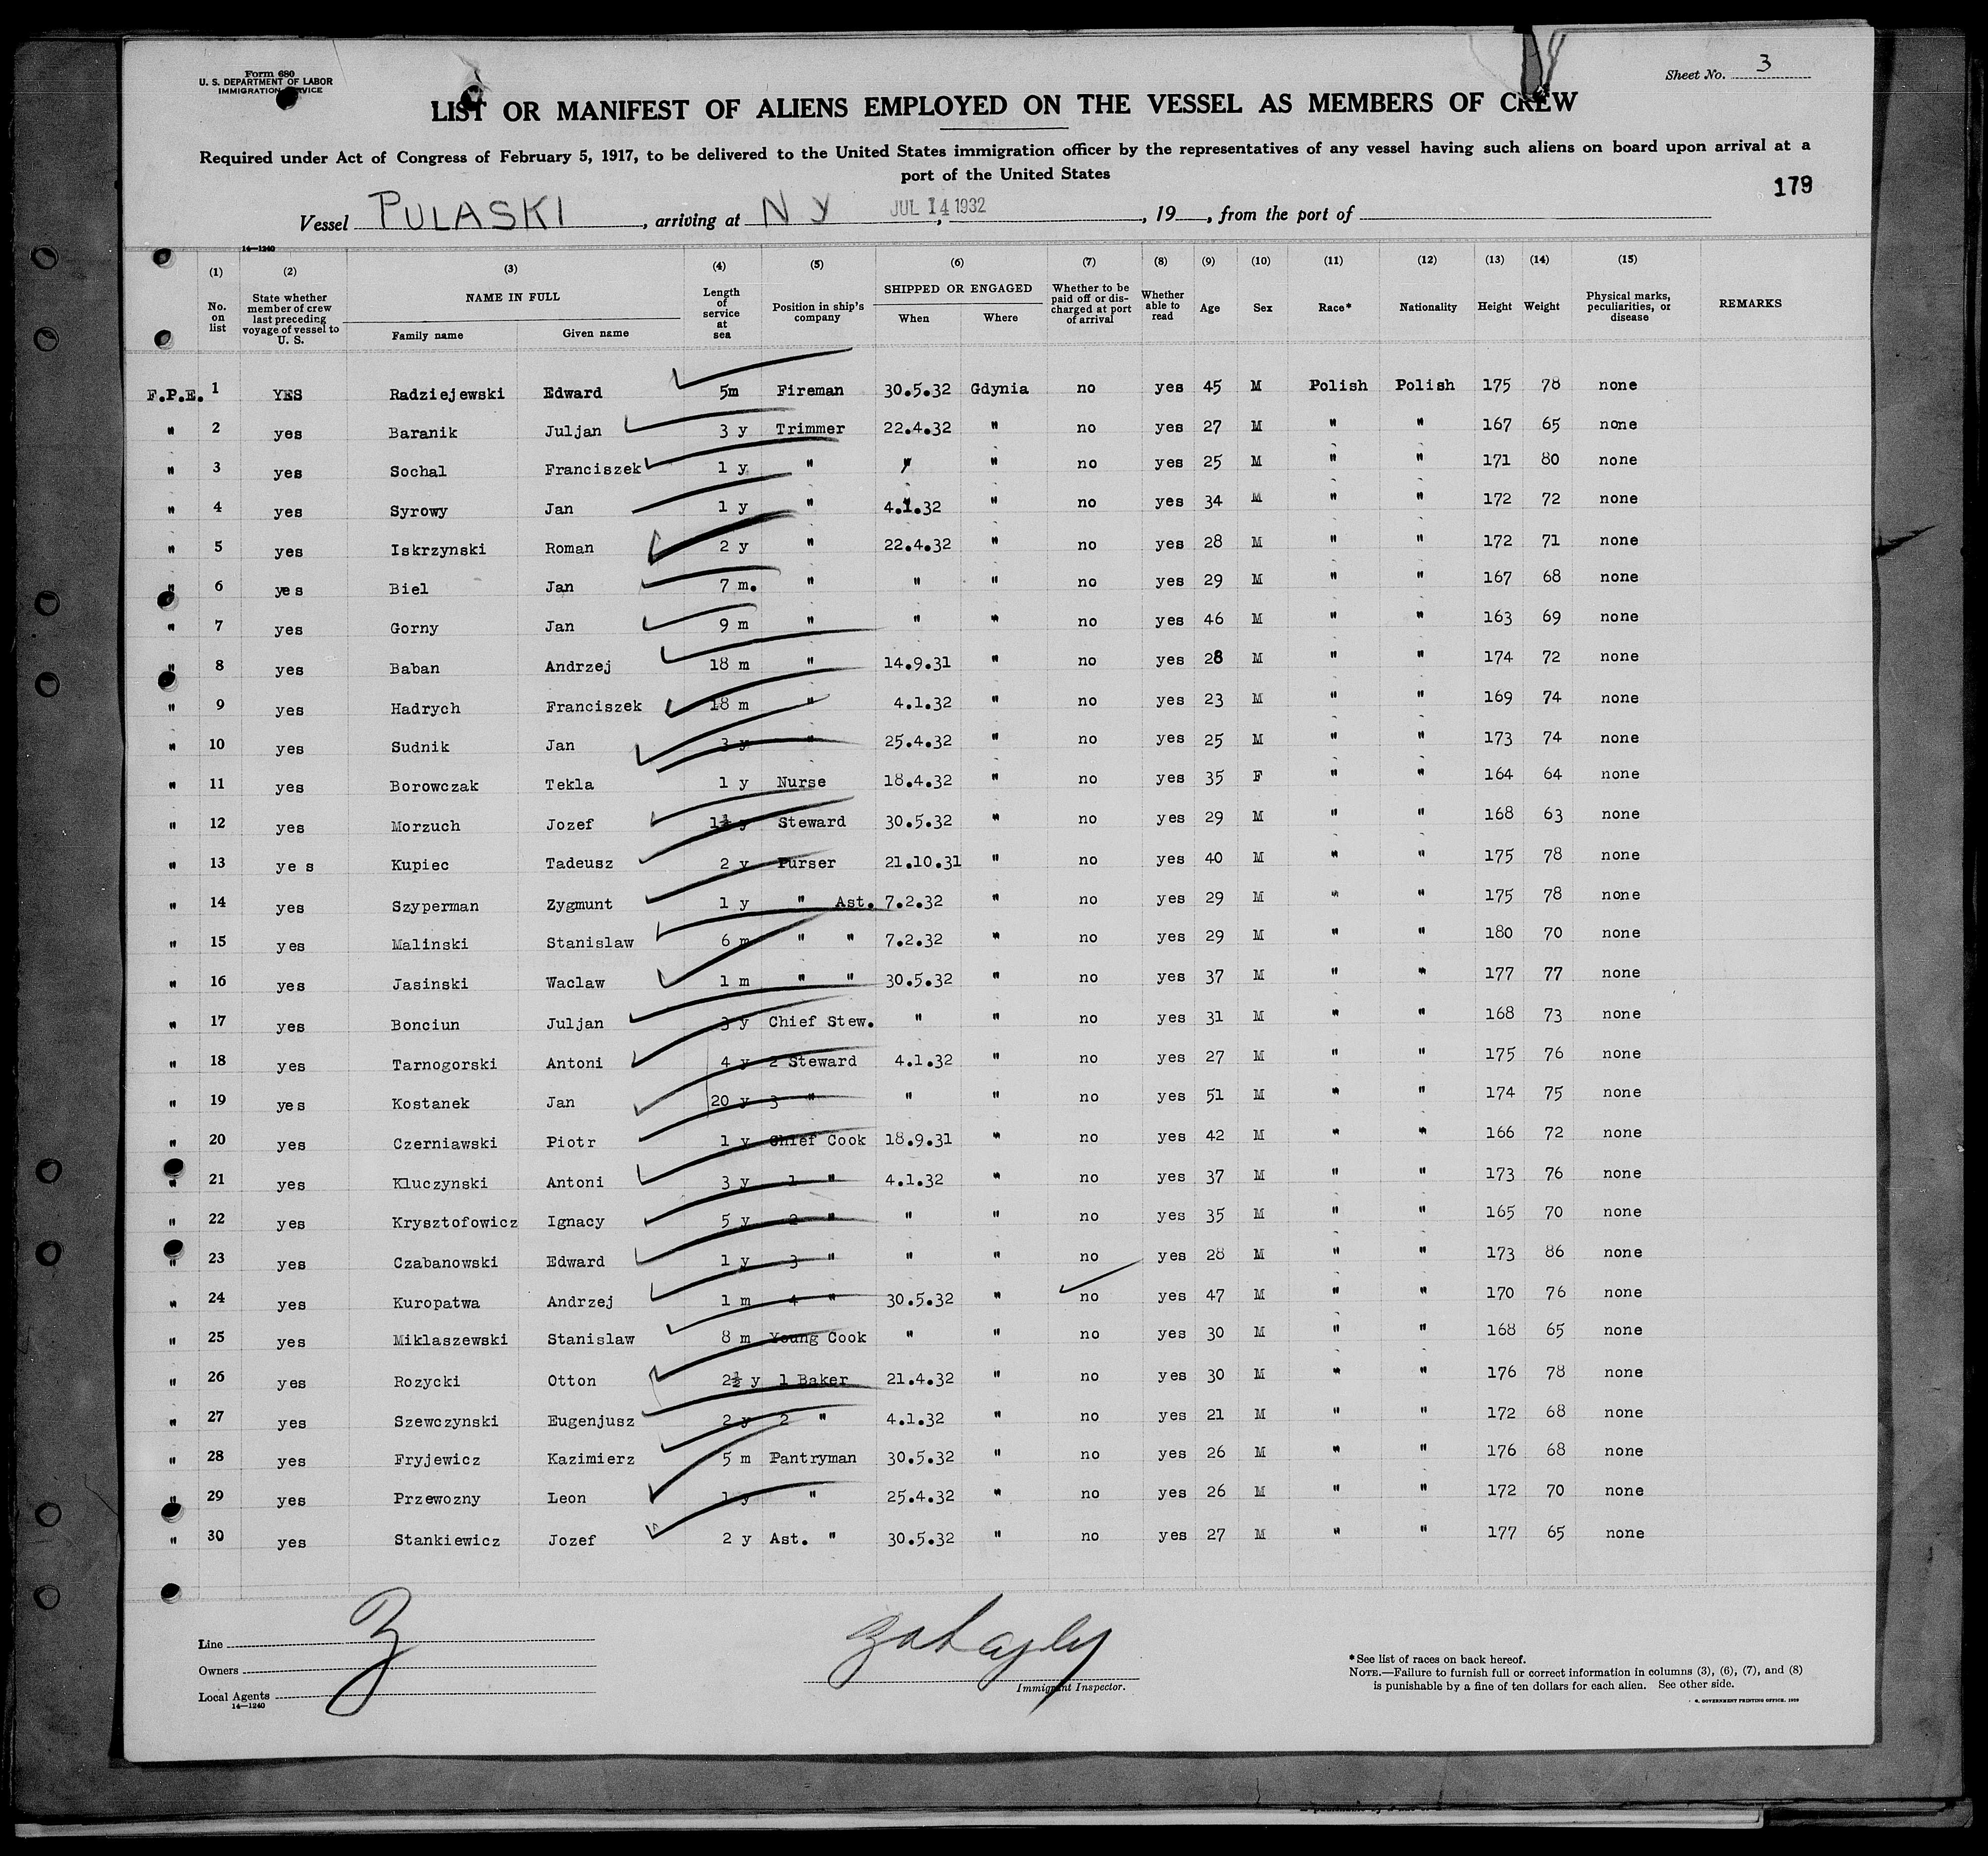 Form 680
U. S. DEPARTMENT OF LABOR
IMMIGRATION SERVICE
Sheet No. 3
LIST OR MANIFEST OF ALIENS EMPLOYED ON THE VESSEL AS MEMBERS OF CREW
Required under Act of Congress of February 5, 1917, to be delivered to the United States immigration officer by the representatives of any vessel having such aliens on board upon arrival at a
port of the United States
179
Vessel PULASKI, arriving at N Y, JUL 14 1932, 19, from the port of
14—1240
(1) (2) (3) (4) (5) (6) (7) (8) (9) (10) (11) (12) (13) (14) (15)
No. on list | State whether member of crew last preceding voyage of vessel to U. S. | NAME IN FULL Family name Given name | Length of service at sea | Position in ship's company | SHIPPED OR ENGAGED When Where | Whether to be paid off or discharged at port of arrival | Whether able to read | Age | Sex | Race* | Nationality | Height | Weight | Physical marks, peculiarities, or disease | REMARKS
F.P.E. 1 YES Radziejewski Edward 5m Fireman 30.5.32 Gdynia no yes 45 M Polish Polish 175 78 none
" 2 yes Baranik Juljan 3 y Trimmer 22.4.32 " no yes 27 M " " 167 65 none
" 3 yes Sochal Franciszek 1 y " " " no yes 25 M " " 171 80 none
" 4 yes Syrowy Jan 1 y " 4.1.32 " no yes 34 M " " 172 72 none
" 5 yes Iskrzynski Roman 2 y " 22.4.32 " no yes 28 M " " 172 71 none
" 6 yes Biel Jan 7 m. " " " no yes 29 M " " 167 68 none
" 7 yes Gorny Jan 9 m " " " no yes 46 M " " 163 69 none
" 8 yes Baban Andrzej 18 m " 14.9.31 " no yes 28 M " " 174 72 none
" 9 yes Hadrych Franciszek 18 m " 4.1.32 " no yes 23 M " " 169 74 none
" 10 yes Sudnik Jan 3 y " 25.4.32 " no yes 25 M " " 173 74 none
" 11 yes Borowczak Tekla 1 y Nurse 18.4.32 " no yes 35 F " " 164 64 none
" 12 yes Morzuch Jozef 1½ y Steward 30.5.32 " no yes 29 M " " 168 63 none
" 13 ye s Kupiec Tadeusz 2 y Purser 21.10.31 " no yes 40 M " " 175 78 none
" 14 yes Szyperman Zygmunt 1 y " Ast. 7.2.32 " no yes 29 M " " 175 78 none
" 15 yes Malinski Stanislaw 6 m " " 7.2.32 " no yes 29 M " " 180 70 none
" 16 yes Jasinski Waclaw 1 m " " 30.5.32 " no yes 37 M " " 177 77 none
" 17 yes Bonciun Juljan 3 y Chief Stew. " " no yes 31 M " " 168 73 none
" 18 yes Tarnogorski Antoni 4 y 2 Steward 4.1.32 " no yes 27 M " " 175 76 none
" 19 yes Kostanek Jan 20 y 3 " " " no yes 51 M " " 174 75 none
" 20 yes Czerniawski Piotr 1 y Chief Cook 18.9.31 " no yes 42 M " " 166 72 none
" 21 yes Kluczynski Antoni 3 y 1 " 4.1.32 " no yes 37 M " " 173 76 none
" 22 yes Krysztofowicz Ignacy 5 y 2 " " " no yes 35 M " " 165 70 none
" 23 yes Czabanowski Edward 1 y 3 " " " no yes 28 M " " 173 86 none
" 24 yes Kuropatwa Andrzej 1 m 4 " 30.5.32 " no yes 47 M " " 170 76 none
" 25 yes Miklaszewski Stanislaw 8 m Young Cook " " no yes 30 M " " 168 65 none
" 26 yes Rozycki Otton 2½ y 1 Baker 21.4.32 " no yes 30 M " " 176 78 none
" 27 yes Szewczynski Eugenjusz 2 y 2 " 4.1.32 " no yes 21 M " " 172 68 none
" 28 yes Fryjewicz Kazimierz 5 m Pantryman 30.5.32 " no yes 26 M " " 176 68 none
" 29 yes Przewozny Leon 1 y " 25.4.32 " no yes 26 M " " 172 70 none
" 30 yes Stankiewicz Jozef 2 y Ast. " 30.5.32 " no yes 27 M " " 177 65 none
Line
Owners
Local Agents
14—1240
Immigrant Inspector.
*See list of races on back hereof.
NOTE.—Failure to furnish full or correct information in columns (3), (6), (7), and (8)
is punishable by a fine of ten dollars for each alien. See other side.
GOVERNMENT PRINTING OFFICE. 1929